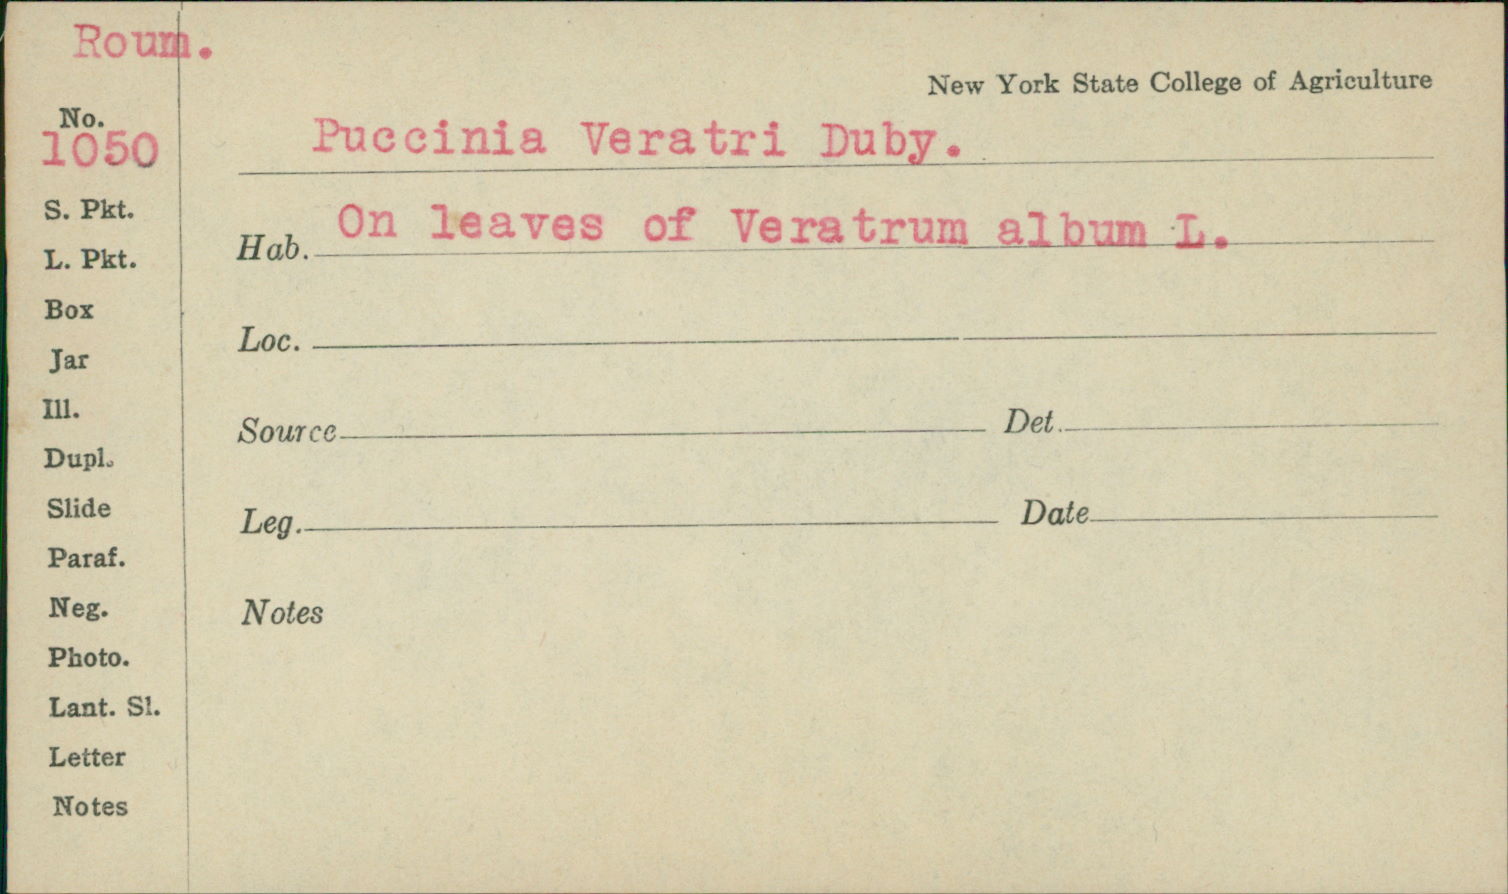 Roum.
New York State College of Agriculture
No.
1050
Puccinia Veratri Duby.
S. Pkt.
Hab. On leaves of Veratrum album L.
L. Pkt.
Box
Loc.
Jar
Ill.
Source Det.
Dupl.
Slide
Leg. Date
Paraf.
Neg.
Notes
Photo.
Lant. Sl.
Letter
Notes